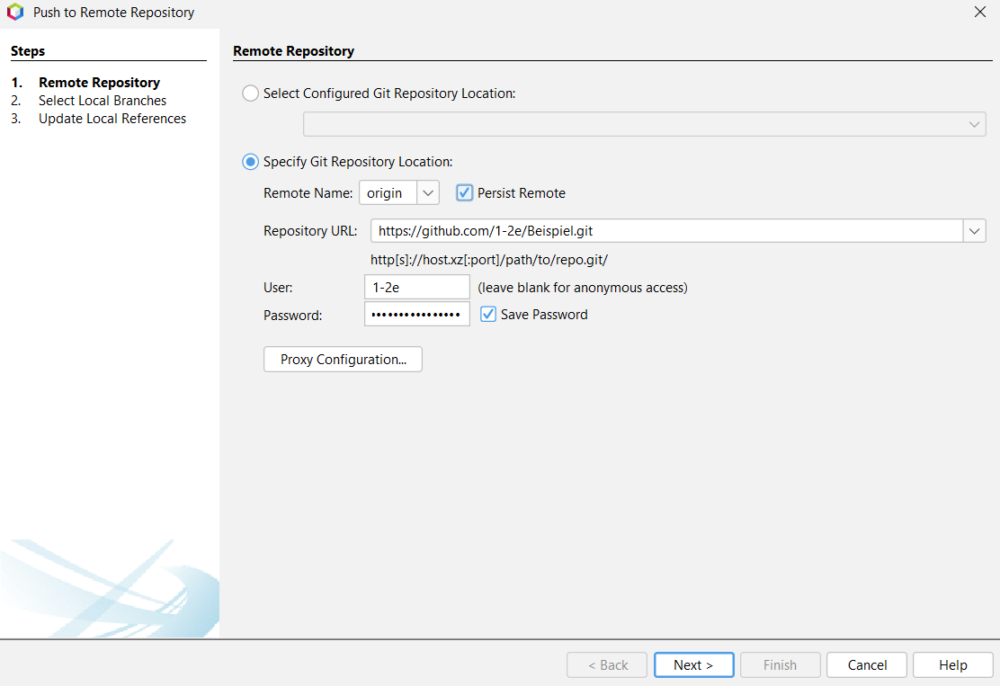 Push to Remote Repository
Steps
1. Remote Repository
2. Select Local Branches
3. Update Local References
Remote Repository
Select Configured Git Repository Location:
Specify Git Repository Location:
Remote Name: origin Persist Remote
Repository URL: https://github.com/1-2e/Beispiel.git
http[s]://host.xz[:port]/path/to/repo.git/
User: 1-2e (leave blank for anonymous access)
Password: ••••••••••••••• Save Password
Proxy Configuration...
< Back Next > Finish Cancel Help